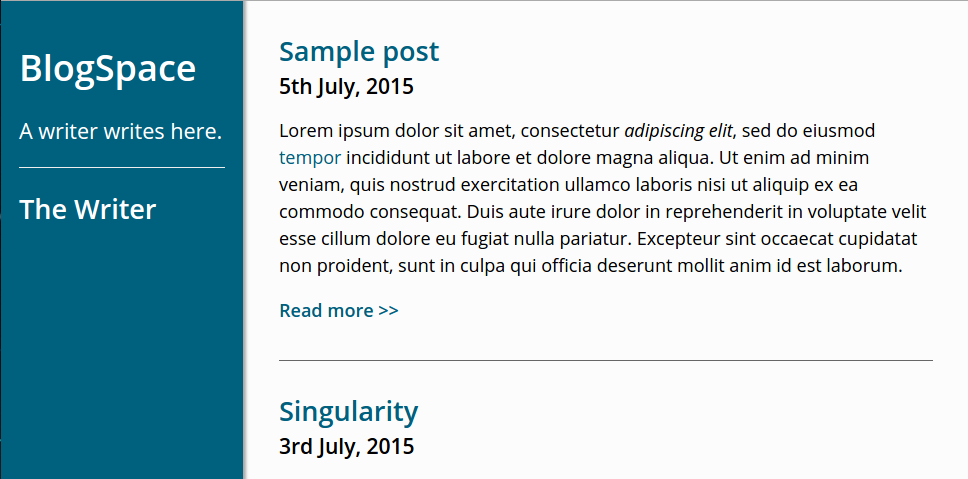 BlogSpace
A writer writes here.
The Writer
Sample post
5th July, 2015
Lorem ipsum dolor sit amet, consectetur adipiscing elit, sed do eiusmod
tempor incididunt ut labore et dolore magna aliqua. Ut enim ad minim
veniam, quis nostrud exercitation ullamco laboris nisi ut aliquip ex ea
commodo consequat. Duis aute irure dolor in reprehenderit in voluptate velit
esse cillum dolore eu fugiat nulla pariatur. Excepteur sint occaecat cupidatat
non proident, sunt in culpa qui officia deserunt mollit anim id est laborum.
Read more >>
Singularity
3rd July, 2015